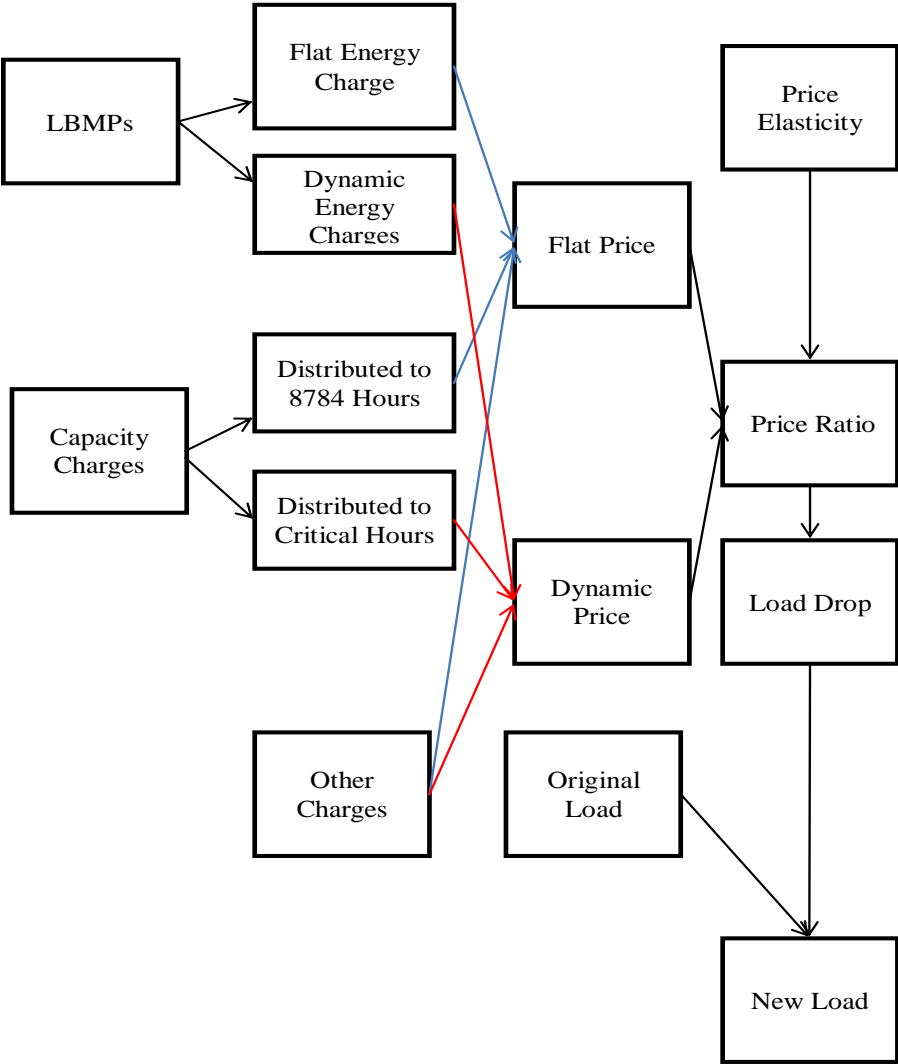 Flat Energy
Charge
LBMPs
Price
Elasticity
Dynamic
Energy
Charges
Flat Price
Distributed to
8784 Hours
Capacity
Charges
Price Ratio
Distributed to
Critical Hours
Dynamic
Price
Load Drop
Other
Charges
Original
Load
New Load